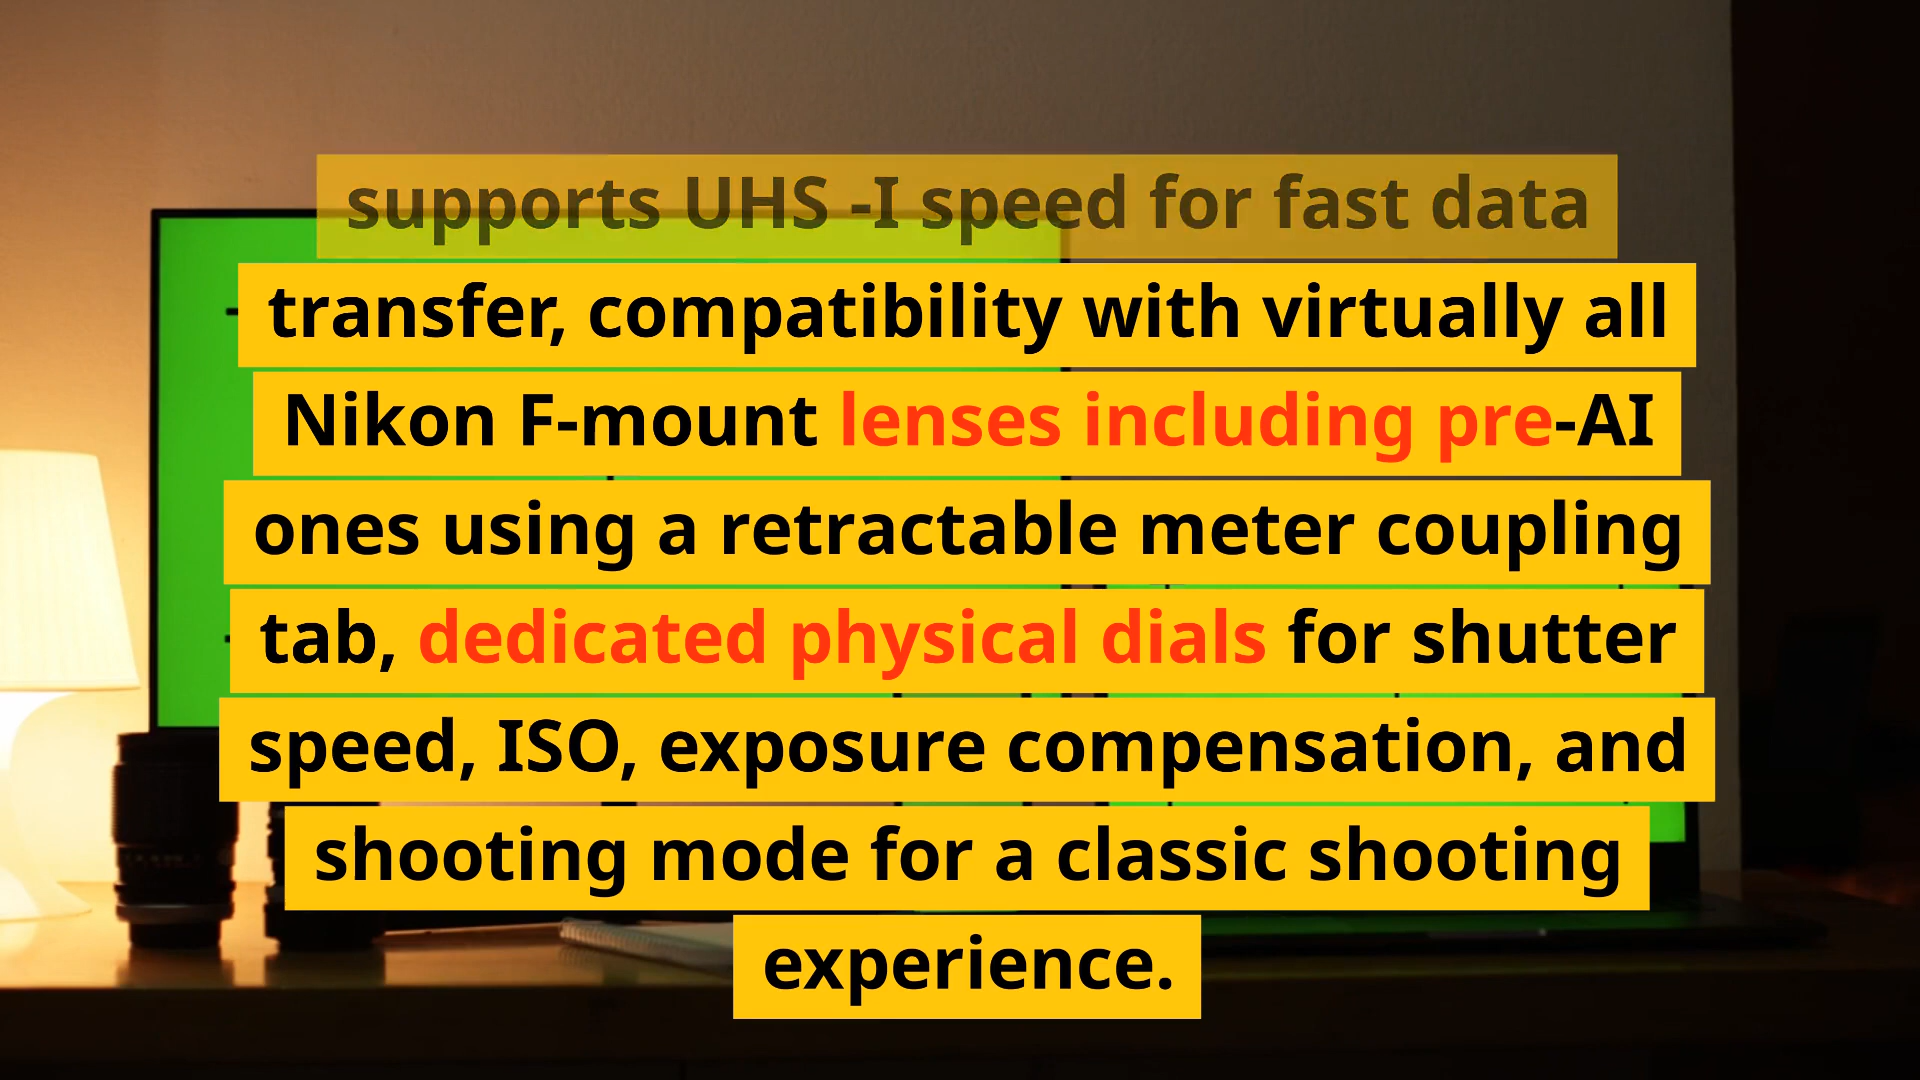 supports UHS -I speed for fast data
transfer, compatibility with virtually all
Nikon F-mount lenses including pre-AI
ones using a retractable meter coupling
tab, dedicated physical dials for shutter
speed, ISO, exposure compensation, and
shooting mode for a classic shooting
experience.